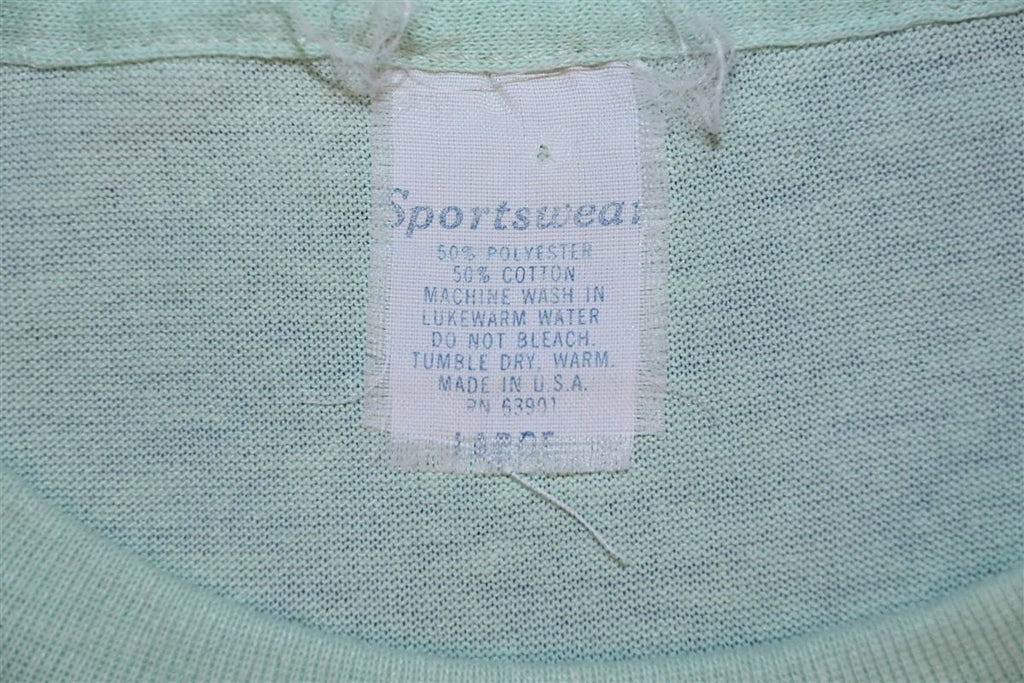 Sportswear
50% POLYESTER
50% COTTON
MACHINE WASH IN
LUKEWARM WATER
DO NOT BLEACH.
TUMBLE DRY, WARM.
MADE IN U.S.A.
RN 63901
LARGE